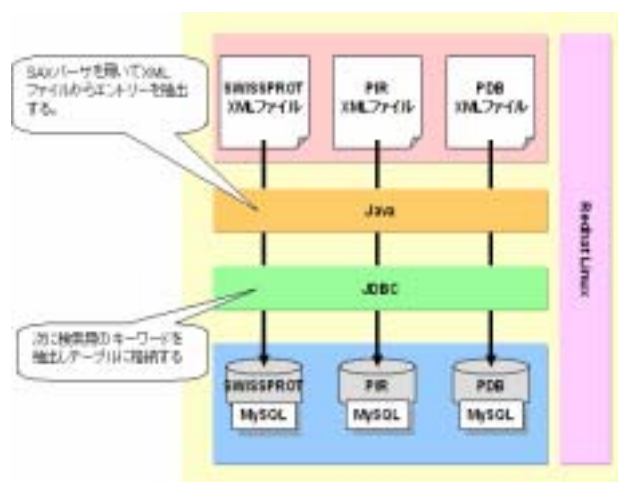 SAXパーサを用いてXML
ファイルからエントリーを抽出
する。
SWISSPROT
XMLファイル
PIR
XMLファイル
PDB
XMLファイル
Java
JDBC
Redhat Linux
次に検索用のキーワードを
抽出しテーブルに格納する
SWISSPROT
MySQL
PIR
MySQL
PDB
MySQL